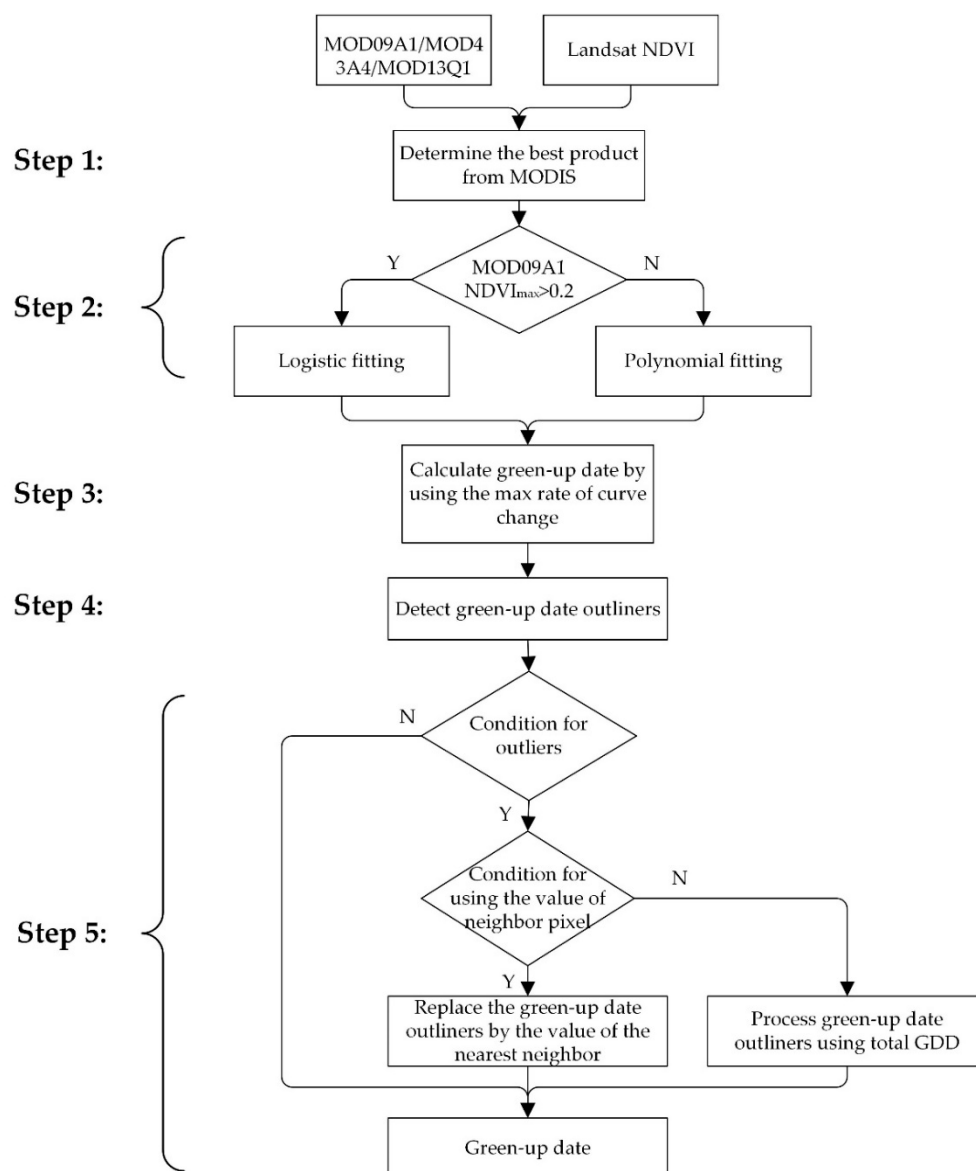 MOD09A1/MOD4
3A4/MOD13Q1
Landsat NDVI
Step 1:
Determine the best product
from MODIS
Step 2:
Y
MOD09A1
NDVImax>0.2
N
Logistic fitting
Polynomial fitting
Step 3:
Calculate green-up date by
using the max rate of curve
change
Step 4:
Detect green-up date outliners
Step 5:
N
Condition for
outliers
Y
Condition for
using the value of
neighbor pixel
N
Y
Replace the green-up date
outliners by the value of the
nearest neighbor
Process green-up date
outliners using total GDD
Green-up date